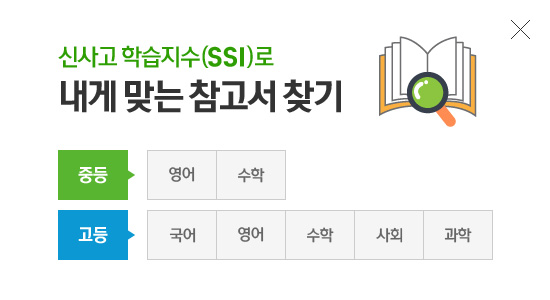 신사고 학습지수(SSI)로
내게 맞는 참고서 찾기
중등 영어 수학
고등 국어 영어 수학 사회 과학